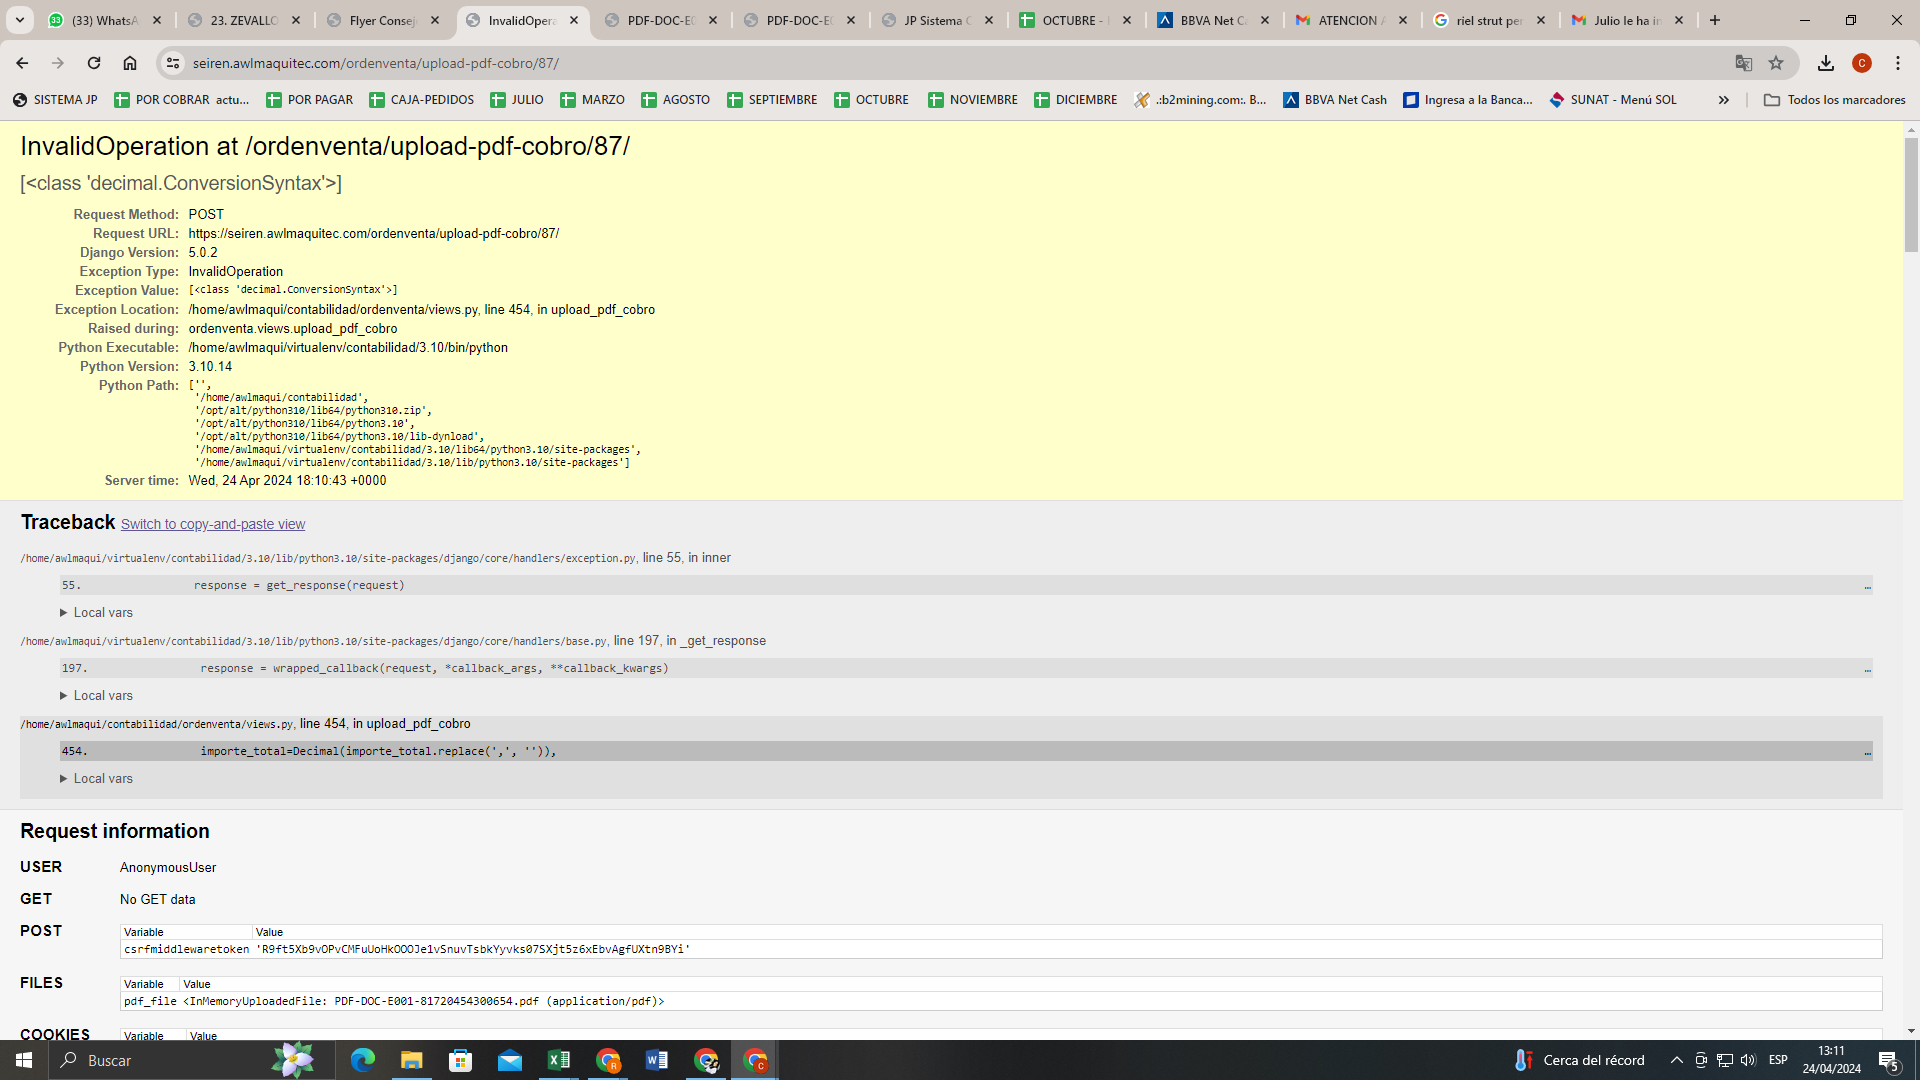 (33) WhatsA
23. ZEVALLO
Flyer Consej
InvalidOpera
PDF-DOC-E0
PDF-DOC-E0
JP Sistema C
OCTUBRE - J
BBVA Net Ca
ATENCION A
riel strut per
Julio le ha in
seiren.awlmaquitec.com/ordenventa/upload-pdf-cobro/87/
C
SISTEMA JP
POR COBRAR actu...
POR PAGAR
CAJA-PEDIDOS
JULIO
MARZO
AGOSTO
SEPTIEMBRE
OCTUBRE
NOVIEMBRE
DICIEMBRE
.:b2mining.com:. B...
BBVA Net Cash
Ingresa a la Banca...
SUNAT - Menú SOL
Todos los marcadores
InvalidOperation at /ordenventa/upload-pdf-cobro/87/
[<class 'decimal.ConversionSyntax'>]
Request Method: POST
Request URL: https://seiren.awlmaquitec.com/ordenventa/upload-pdf-cobro/87/
Django Version: 5.0.2
Exception Type: InvalidOperation
Exception Value: [<class 'decimal.ConversionSyntax'>]
Exception Location: /home/awlmaqui/contabilidad/ordenventa/views.py, line 454, in upload_pdf_cobro
Raised during: ordenventa.views.upload_pdf_cobro
Python Executable: /home/awlmaqui/virtualenv/contabilidad/3.10/bin/python
Python Version: 3.10.14
Python Path: ['',
'/home/awlmaqui/contabilidad',
'/opt/alt/python310/lib64/python310.zip',
'/opt/alt/python310/lib64/python3.10',
'/opt/alt/python310/lib64/python3.10/lib-dynload',
'/home/awlmaqui/virtualenv/contabilidad/3.10/lib64/python3.10/site-packages',
'/home/awlmaqui/virtualenv/contabilidad/3.10/lib/python3.10/site-packages']
Server time: Wed, 24 Apr 2024 18:10:43 +0000
Traceback Switch to copy-and-paste view
/home/awlmaqui/virtualenv/contabilidad/3.10/lib/python3.10/site-packages/django/core/handlers/exception.py, line 55, in inner
55. response = get_response(request) …
Local vars
/home/awlmaqui/virtualenv/contabilidad/3.10/lib/python3.10/site-packages/django/core/handlers/base.py, line 197, in _get_response
197. response = wrapped_callback(request, *callback_args, **callback_kwargs) …
Local vars
/home/awlmaqui/contabilidad/ordenventa/views.py, line 454, in upload_pdf_cobro
454. importe_total=Decimal(importe_total.replace(',', '')), …
Local vars
Request information
USER AnonymousUser
GET No GET data
POST Variable Value
csrfmiddlewaretoken 'R9ft5Xb9vOPvCMFuUoHkOOOJe1vSnuvTsbkYyvks07SXjt5z6xEbvAgfUXtn9BYi'
FILES Variable Value
pdf_file <InMemoryUploadedFile: PDF-DOC-E001-81720454300654.pdf (application/pdf)>
COOKIES Variable Value
Buscar
Cerca del récord
ESP
13:11
24/04/2024
5